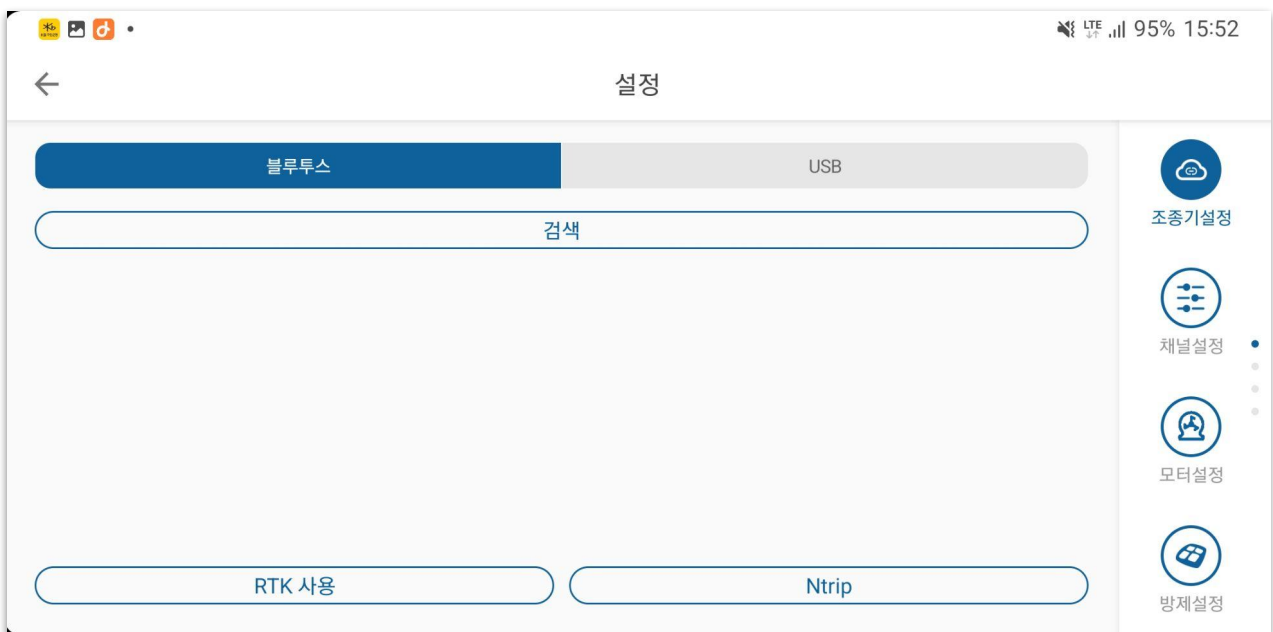 LTE 95% 15:52
설정
블루투스 USB
검색
조종기설정
채널설정
모터설정
RTK 사용 Ntrip
방제설정